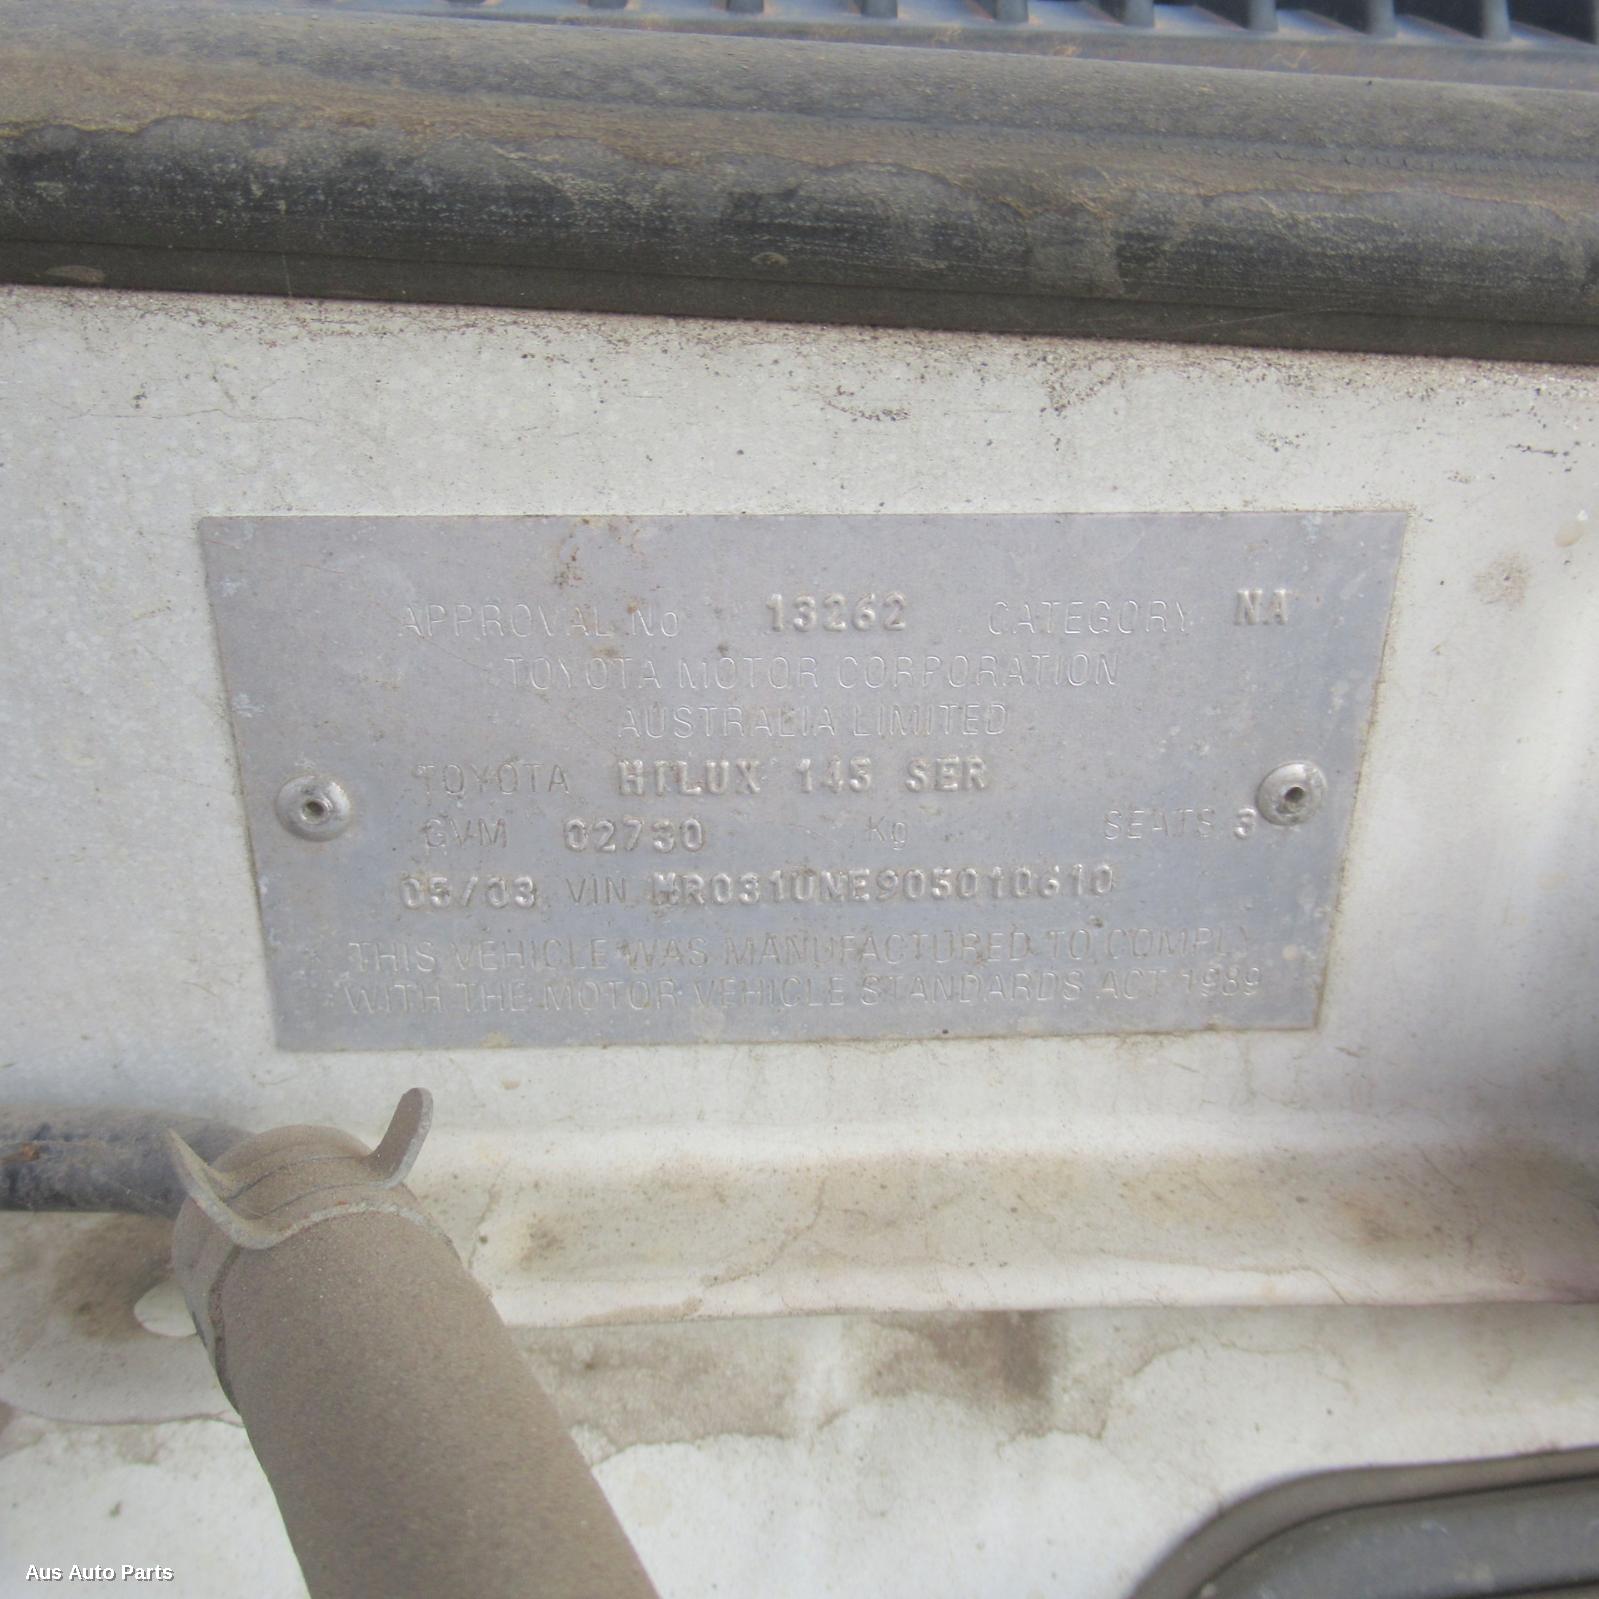 APPROVAL No 13262 CATEGORY NA
TOYOTA MOTOR CORPORATION
AUSTRALIA LIMITED
TOYOTA HILUX 145 SER
GVM 02730 Kg SEATS 3
05/03 VIN MR031UNE905010610
THIS VEHICLE WAS MANUFACTURED TO COMPLY
WITH THE MOTOR VEHICLE STANDARDS ACT 1989
Aus Auto Parts